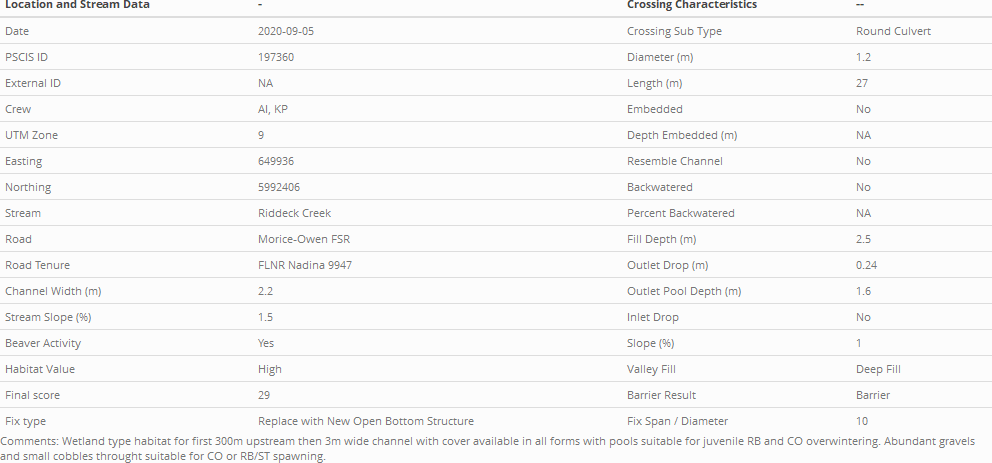 Location and Stream Data - Crossing Characteristics --
Date 2020-09-05 Crossing Sub Type Round Culvert
PSCIS ID 197360 Diameter (m) 1.2
External ID NA Length (m) 27
Crew AI, KP Embedded No
UTM Zone 9 Depth Embedded (m) NA
Easting 649936 Resemble Channel No
Northing 5992406 Backwatered No
Stream Riddeck Creek Percent Backwatered NA
Road Morice-Owen FSR Fill Depth (m) 2.5
Road Tenure FLNR Nadina 9947 Outlet Drop (m) 0.24
Channel Width (m) 2.2 Outlet Pool Depth (m) 1.6
Stream Slope (%) 1.5 Inlet Drop No
Beaver Activity Yes Slope (%) 1
Habitat Value High Valley Fill Deep Fill
Final score 29 Barrier Result Barrier
Fix type Replace with New Open Bottom Structure Fix Span / Diameter 10
Comments: Wetland type habitat for first 300m upstream then 3m wide channel with cover available in all forms with pools suitable for juvenile RB and CO overwintering. Abundant gravels
and small cobbles throught suitable for CO or RB/ST spawning.